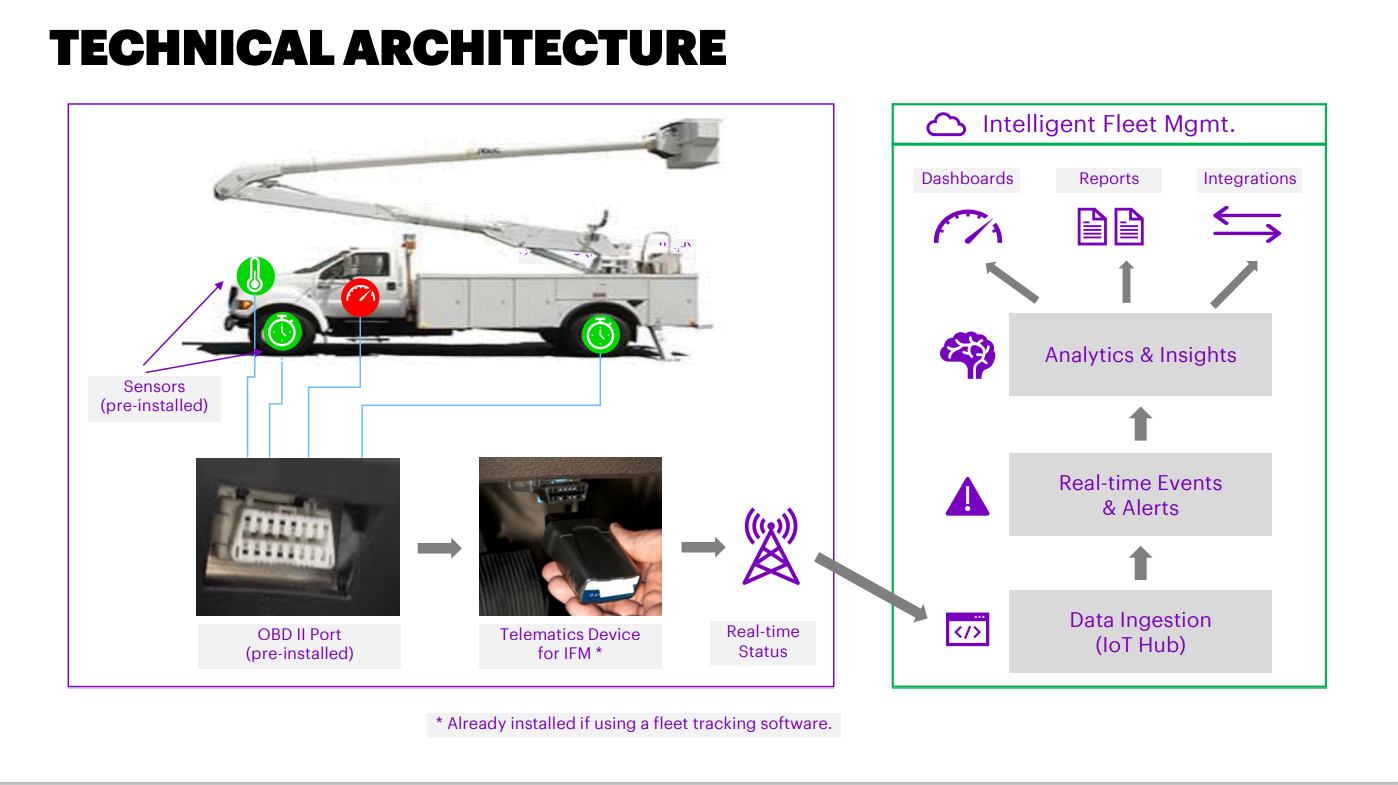 TECHNICAL ARCHITECTURE
Sensors
(pre-installed)
OBD II Port
(pre-installed)
Telematics Device
for IFM *
Real-time
Status
* Already installed if using a fleet tracking software.
Intelligent Fleet Mgmt.
Dashboards
Reports
Integrations
Analytics & Insights
Real-time Events
& Alerts
</>
Data Ingestion
(IoT Hub)